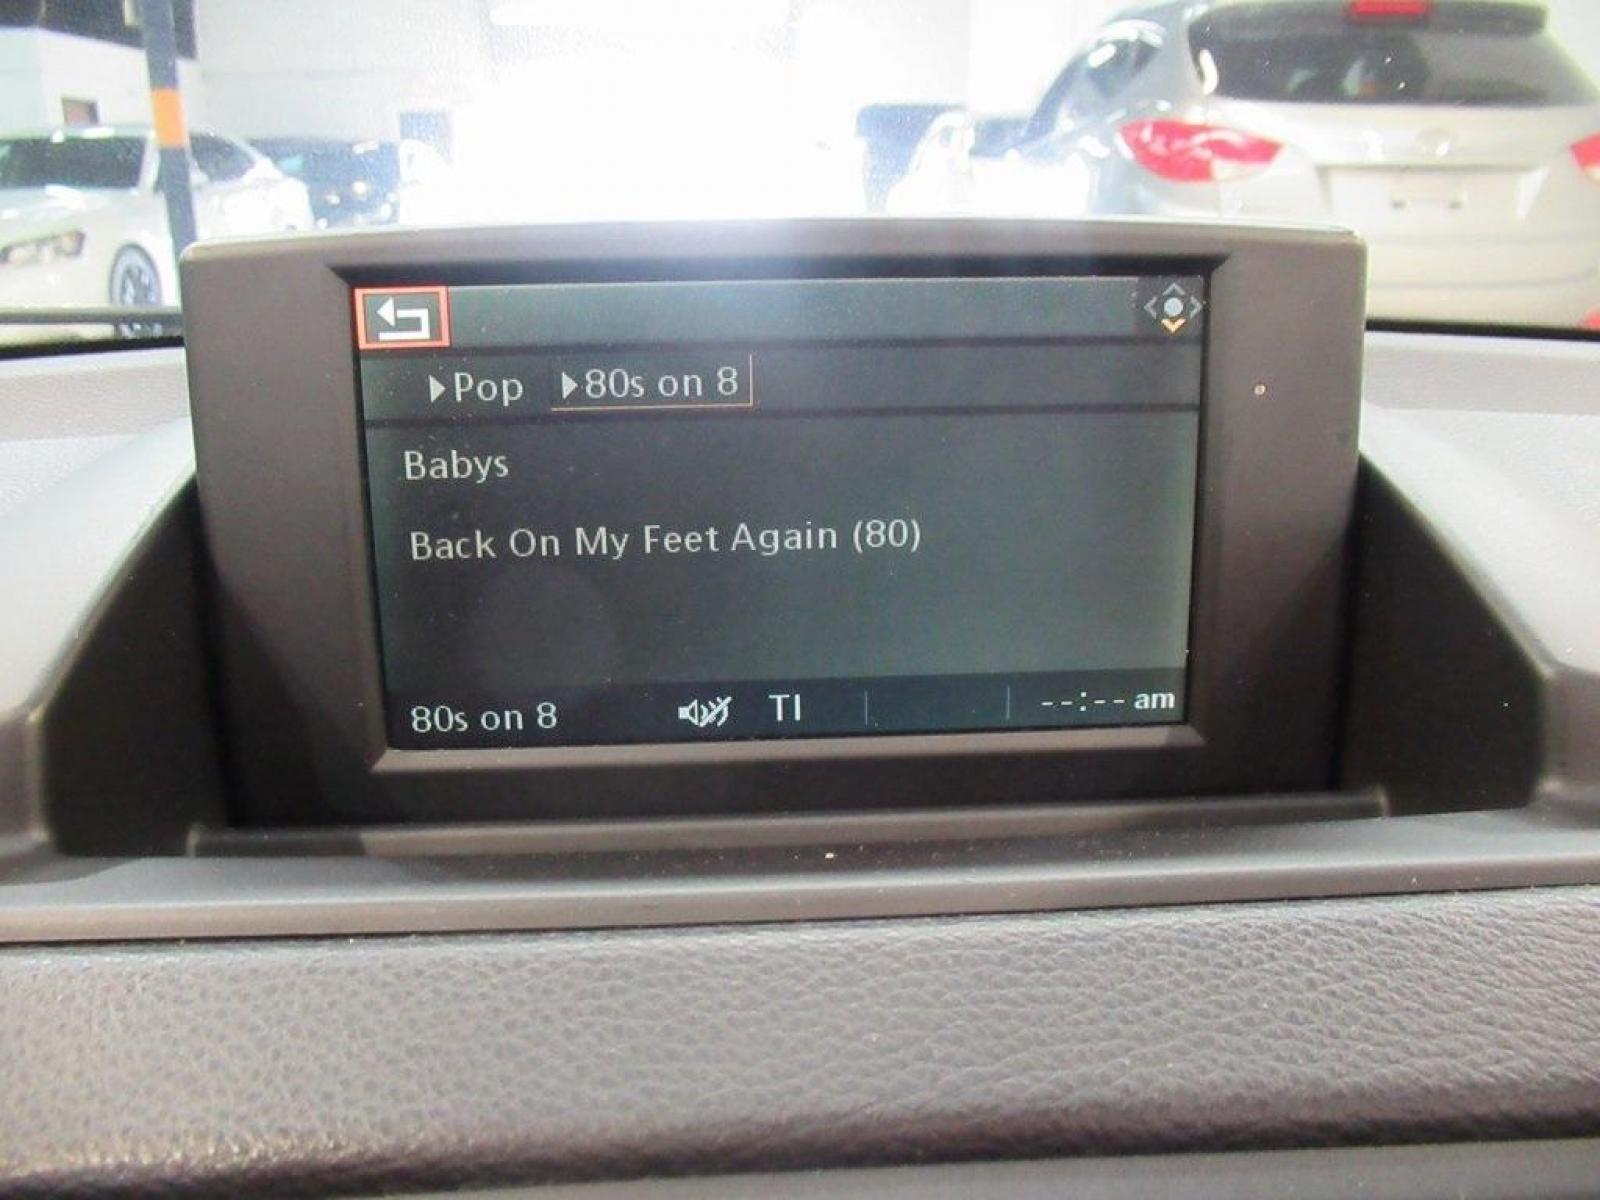 Pop 80s on 8
Babys
Back On My Feet Again (80)
80s on 8 TI --:-- am